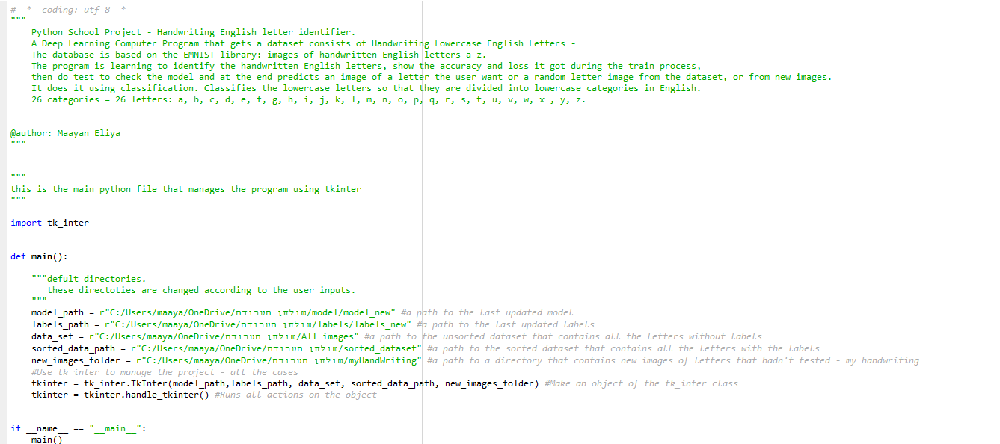 # -*- coding: utf-8 -*-
"""
Python School Project - Handwriting English letter identifier.
A Deep Learning Computer Program that gets a dataset consists of Handwriting Lowercase English Letters -
The database is based on the EMNIST library: images of handwritten English letters a-z.
The program is learning to identify the handwritten English letters, show the accuracy and loss it got during the train process,
then do test to check the model and at the end predicts an image of a letter the user want or a random letter image from the dataset, or from new images.
It does it using classification. Classifies the lowercase letters so that they are divided into lowercase categories in English.
26 categories = 26 letters: a, b, c, d, e, f, g, h, i, j, k, l, m, n, o, p, q, r, s, t, u, v, w, x , y, z.
@author: Maayan Eliya
"""
"""
this is the main python file that manages the program using tkinter
"""
import tk_inter
def main():
"""defult directories.
these directoties are changed according to the user inputs.
"""
model_path = r"C:/Users/maaya/OneDrive/שולחן העבודה/model/model_new" #a path to the last updated model
labels_path = r"C:/Users/maaya/OneDrive/שולחן העבודה/labels/labels_new" #a path to the last updated labels
data_set = r"C:/Users/maaya/OneDrive/שולחן העבודה/All images" #a path to the unsorted dataset that contains all the letters without labels
sorted_data_path = r"C:/Users/maaya/OneDrive/שולחן העבודה/sorted_dataset" #a path to the sorted dataset that contains all the letters with the labels
new_images_folder = r"C:/Users/maaya/OneDrive/שולחן העבודה/myHandWriting" #a path to a directory that contains new images of letters that hadn't tested - my handwriting
#Use tk inter to manage the project - all the cases
tkinter = tk_inter.TkInter(model_path,labels_path, data_set, sorted_data_path, new_images_folder) #Make an object of the tk_inter class
tkinter = tkinter.handle_tkinter() #Runs all actions on the object
if __name__ == "__main__":
main()